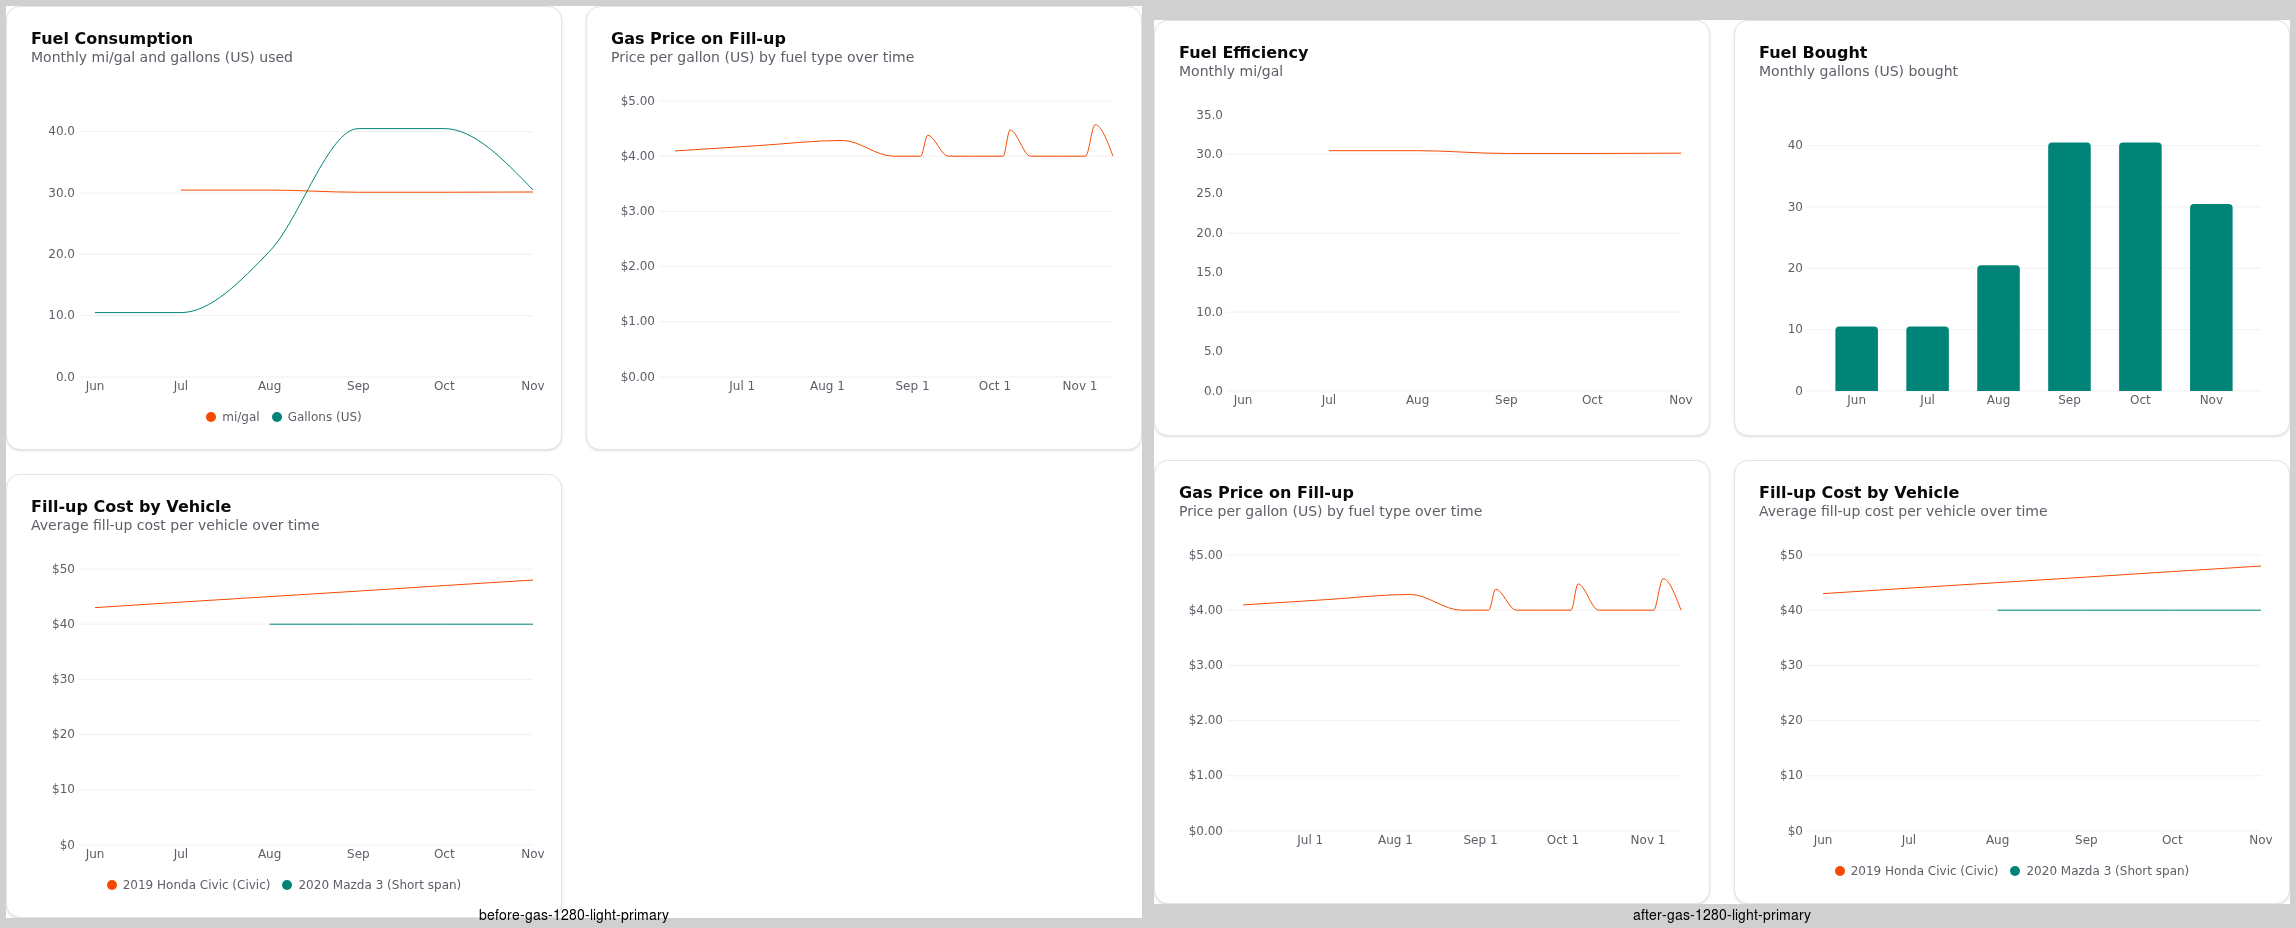 Fuel Consumption
Monthly mi/gal and gallons (US) used
40.0
30.0
20.0
10.0
0.0
Jun Jul Aug Sep Oct Nov
mi/gal Gallons (US)
Gas Price on Fill-up
Price per gallon (US) by fuel type over time
$5.00
$4.00
$3.00
$2.00
$1.00
$0.00
Jul 1 Aug 1 Sep 1 Oct 1 Nov 1
Fill-up Cost by Vehicle
Average fill-up cost per vehicle over time
$50
$40
$30
$20
$10
$0
Jun Jul Aug Sep Oct Nov
2019 Honda Civic (Civic) 2020 Mazda 3 (Short span)
before-gas-1280-light-primary
Fuel Efficiency
Monthly mi/gal
35.0
30.0
25.0
20.0
15.0
10.0
5.0
0.0
Jun Jul Aug Sep Oct Nov
Fuel Bought
Monthly gallons (US) bought
40
30
20
10
0
Jun Jul Aug Sep Oct Nov
Gas Price on Fill-up
Price per gallon (US) by fuel type over time
$5.00
$4.00
$3.00
$2.00
$1.00
$0.00
Jul 1 Aug 1 Sep 1 Oct 1 Nov 1
Fill-up Cost by Vehicle
Average fill-up cost per vehicle over time
$50
$40
$30
$20
$10
$0
Jun Jul Aug Sep Oct Nov
2019 Honda Civic (Civic) 2020 Mazda 3 (Short span)
after-gas-1280-light-primary